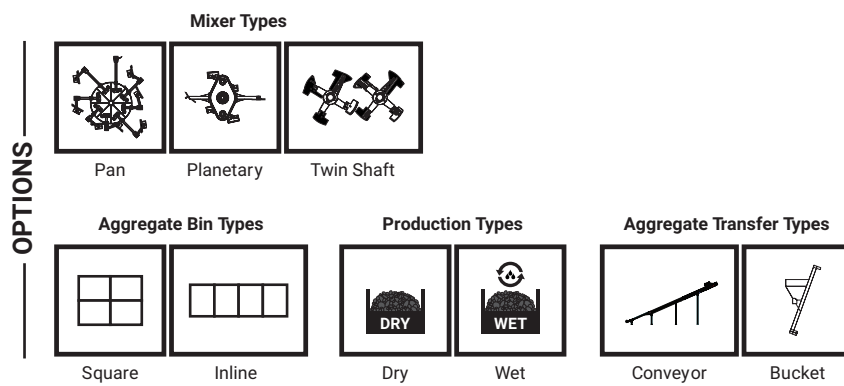 OPTIONS
Mixer Types
Pan Planetary Twin Shaft
Aggregate Bin Types Production Types Aggregate Transfer Types
DRY WET
Square Inline Dry Wet Conveyor Bucket